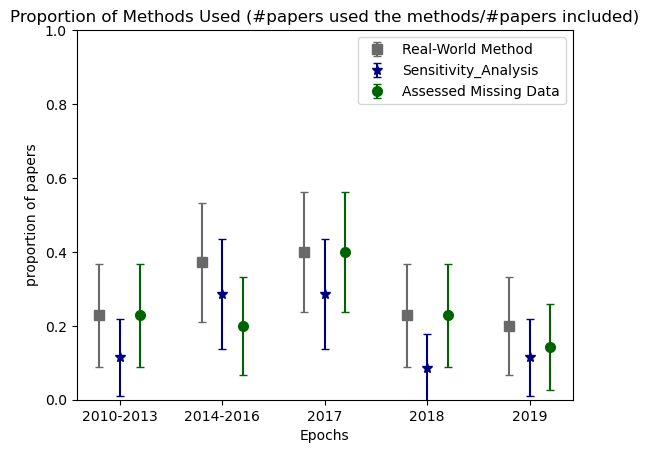 Proportion of Methods Used (#papers used the methods/#papers included)
1.0
0.8
0.6
0.4
0.2
0.0
proportion of papers
Real-World Method
Sensitivity_Analysis
Assessed Missing Data
2010-2013
2014-2016
2017
2018
2019
Epochs